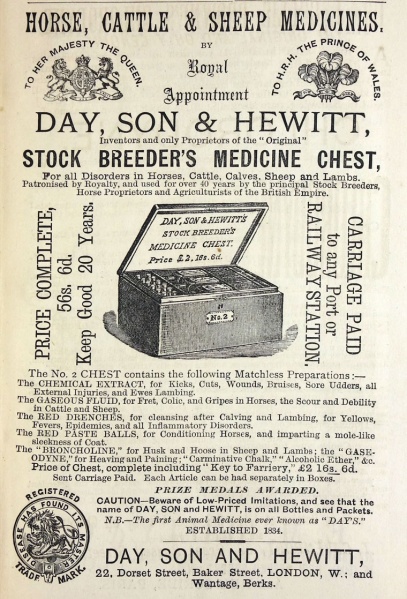 HORSE, CATTLE & SHEEP MEDICINES.
BY
Royal
Appointment
TO HER MAJESTY THE QUEEN.
TO H.R.H. THE PRINCE OF WALES.
DAY, SON & HEWITT,
Inventors and only Proprietors of the "Original"
STOCK BREEDER'S MEDICINE CHEST,
For all Disorders in Horses, Cattle, Calves, Sheep and Lambs.
Patronised by Royalty, and used for over 40 years by the principal Stock Breeders,
Horse Proprietors and Agriculturists of the British Empire.
PRICE COMPLETE,
56s. 6d.
Keep Good 20 Years.
DAY, SON & HEWITT'S
STOCK BREEDER'S
MEDICINE CHEST.
Price £2, 16s. 6d.
No. 2
CARRIAGE PAID
to any Port or
RAILWAY STATION.
The No. 2 CHEST contains the following Matchless Preparations:—
The CHEMICAL EXTRACT, for Kicks, Cuts, Wounds, Bruises, Sore Udders, all
External Injuries, and Ewes Lambing.
The GASEOUS FLUID, for Fret, Colic, and Gripes in Horses, the Scour and Debility
in Cattle and Sheep.
The RED DRENCHES, for cleansing after Calving and Lambing, for Yellows,
Fevers, Epidemics, and all Inflammatory Disorders.
The RED PASTE BALLS, for Conditioning Horses, and imparting a mole-like
sleekness of Coat.
The "BRONCHOLINE," for Husk and Hoose in Sheep and Lambs; the "GASE-
ODYNE," for Heaving and Paining; "Carminative Chalk," "Alcoholic Ether," &c.
Price of Chest, complete including "Key to Farriery," £2 16s. 6d.
Sent Carriage Paid. Each Article can be had separately in Boxes.
PRIZE MEDALS AWARDED.
CAUTION—Beware of Low-Priced Imitations, and see that the
name of DAY, SON and HEWITT, is on all Bottles and Packets.
N.B.—The first Animal Medicine ever known as "DAY'S."
ESTABLISHED 1834.
REGISTERED
DISEASE HAS FOUND ITS MASTER
TRADE MARK.
DAY, SON AND HEWITT,
22, Dorset Street, Baker Street, LONDON, W.; and
Wantage, Berks.